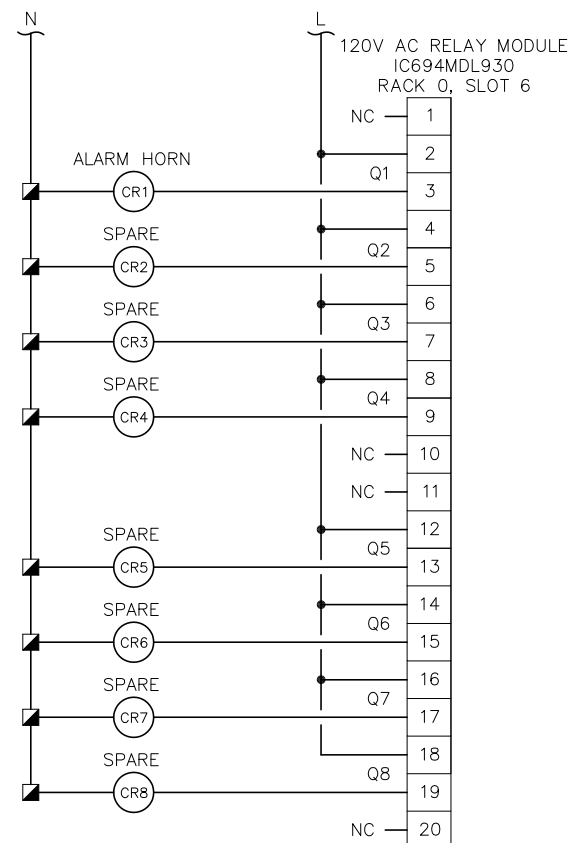 N
L
120V AC RELAY MODULE
IC694MDL930
RACK 0, SLOT 6
NC
1
2
Q1
ALARM HORN
CR1
3
4
SPARE
Q2
CR2
5
6
SPARE
Q3
CR3
7
8
SPARE
Q4
CR4
9
NC
10
NC
11
12
SPARE
Q5
CR5
13
14
SPARE
Q6
CR6
15
16
SPARE
Q7
CR7
17
18
SPARE
Q8
CR8
19
NC
20